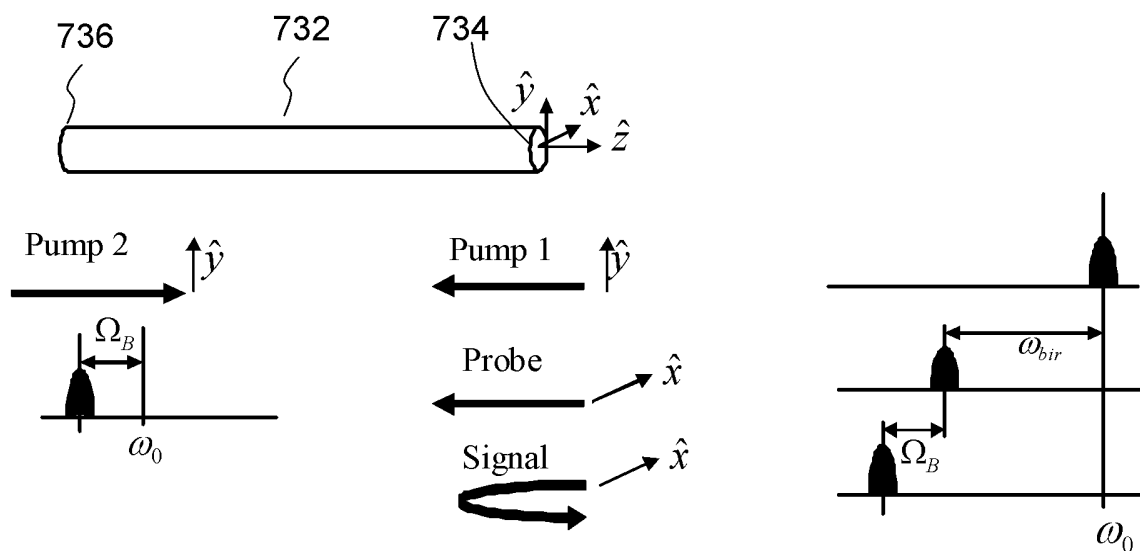 736
732
734
ŷ
x̂
ẑ
Pump 2
ŷ
Pump 1
ŷ
Ω_B
ω_bir
Probe
x̂
ω_0
Signal
x̂
Ω_B
ω_0